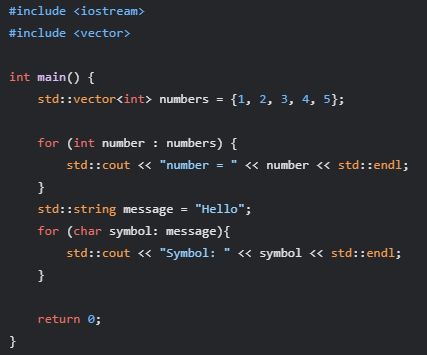 #include <iostream>
#include <vector>
int main() {
    std::vector<int> numbers = {1, 2, 3, 4, 5};
    for (int number : numbers) {
        std::cout << "number = " << number << std::endl;
    }
    std::string message = "Hello";
    for (char symbol: message){
        std::cout << "Symbol: " << symbol << std::endl;
    }
    return 0;
}